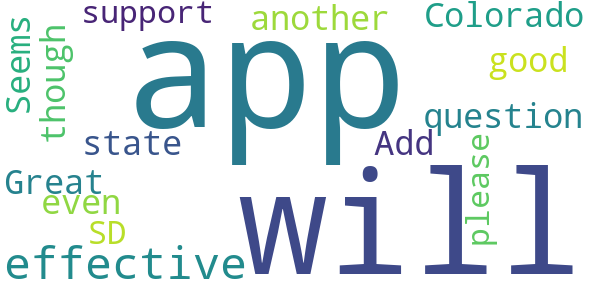 support another Colorado
Seems though app good
question
state Add please
Great will
even
SD
effective